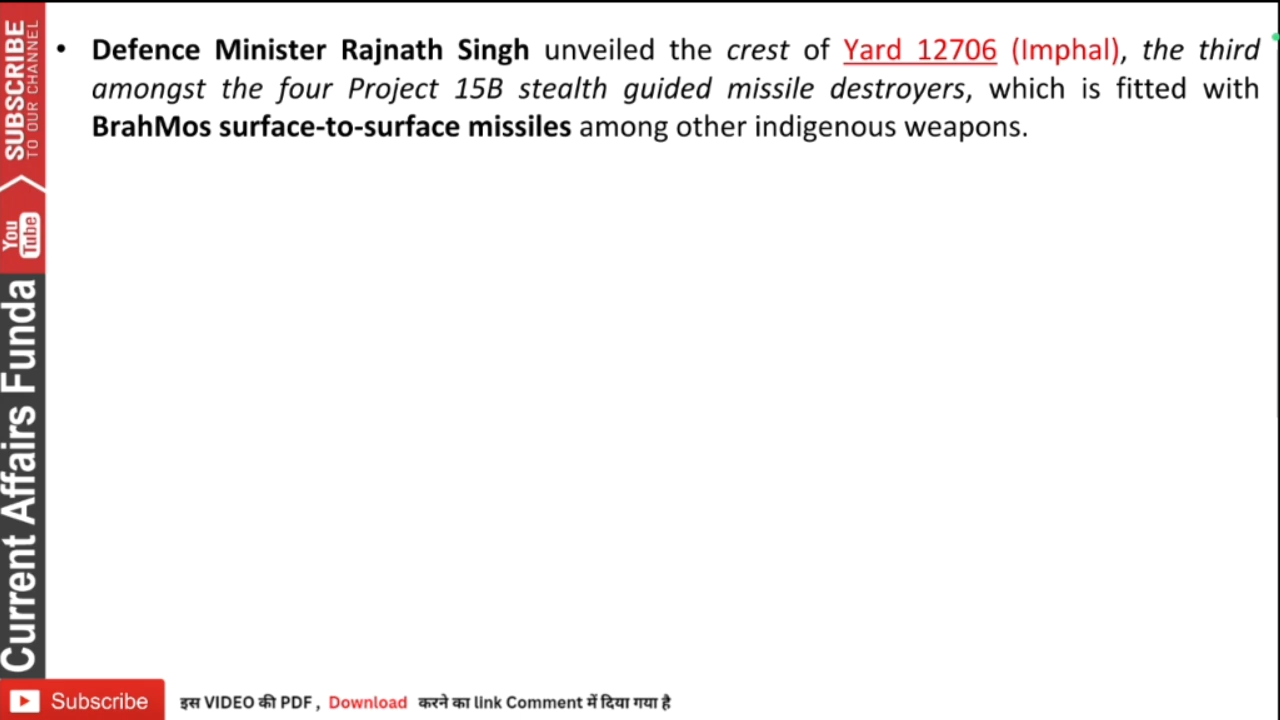 • Defence Minister Rajnath Singh unveiled the crest of Yard 12706 (Imphal), the third
amongst the four Project 15B stealth guided missile destroyers, which is fitted with
BrahMos surface-to-surface missiles among other indigenous weapons.
SUBSCRIBE
TO OUR CHANNEL
You Tube
Current Affairs Funda
Subscribe
इस VIDEO की PDF , Download करने का link Comment में दिया गया है